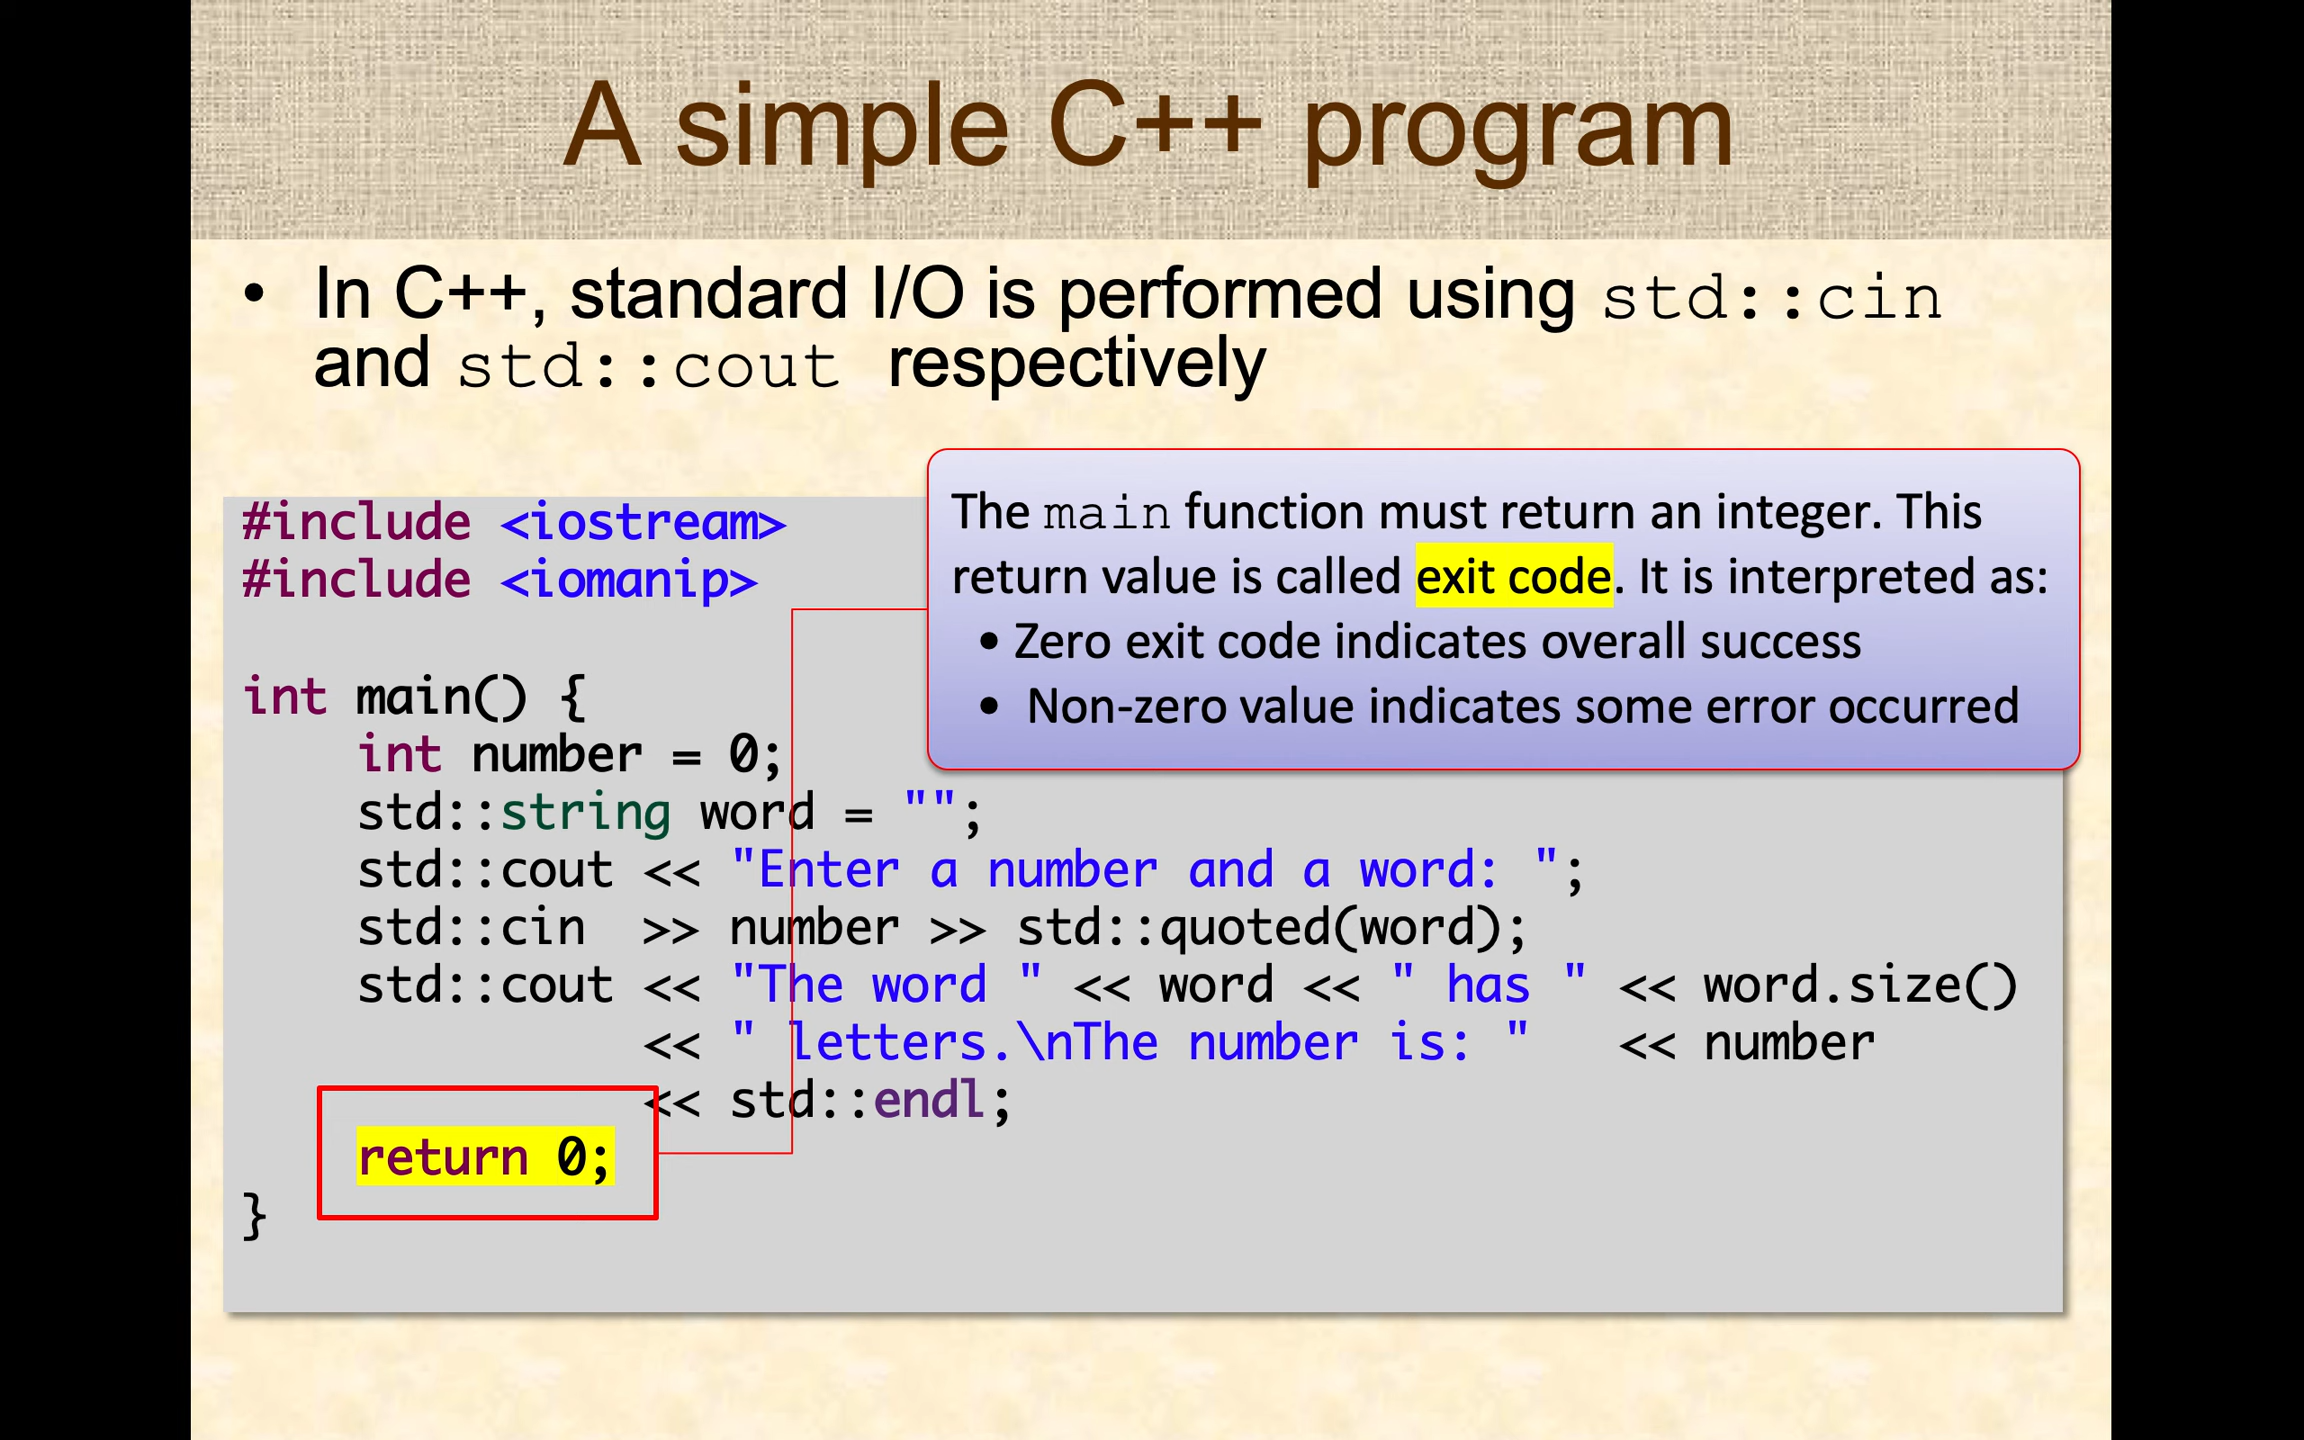 A simple C++ program
• In C++, standard I/O is performed using std::cin
and std::cout respectively
#include <iostream>
#include <iomanip>
The main function must return an integer. This
return value is called exit code. It is interpreted as:
• Zero exit code indicates overall success
• Non-zero value indicates some error occurred
int main() {
    int number = 0;
    std::string word = "";
    std::cout << "Enter a number and a word: ";
    std::cin  >> number >> std::quoted(word);
    std::cout << "The word " << word << " has " << word.size()
              << " letters.\nThe number is: "   << number
              << std::endl;
    return 0;
}